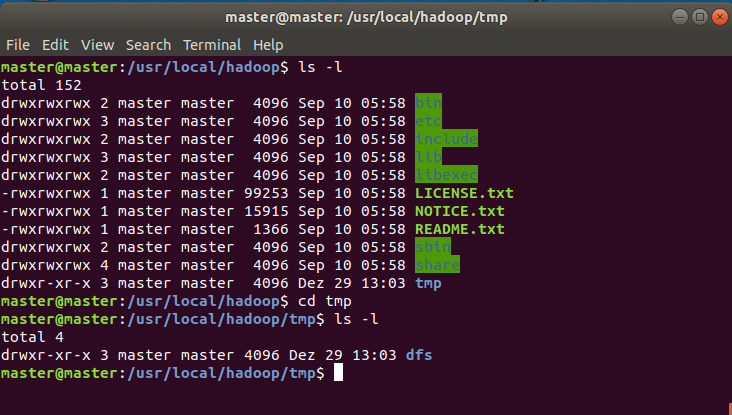 master@master: /usr/local/hadoop/tmp
File Edit View Search Terminal Help
master@master:/usr/local/hadoop$ ls -l
total 152
drwxrwxrwx 2 master master  4096 Sep 10 05:58 bin
drwxrwxrwx 3 master master  4096 Sep 10 05:58 etc
drwxrwxrwx 2 master master  4096 Sep 10 05:58 include
drwxrwxrwx 3 master master  4096 Sep 10 05:58 lib
drwxrwxrwx 2 master master  4096 Sep 10 05:58 libexec
-rwxrwxrwx 1 master master 99253 Sep 10 05:58 LICENSE.txt
-rwxrwxrwx 1 master master 15915 Sep 10 05:58 NOTICE.txt
-rwxrwxrwx 1 master master  1366 Sep 10 05:58 README.txt
drwxrwxrwx 2 master master  4096 Sep 10 05:58 sbin
drwxrwxrwx 4 master master  4096 Sep 10 05:58 share
drwxr-xr-x 3 master master  4096 Dez 29 13:03 tmp
master@master:/usr/local/hadoop$ cd tmp
master@master:/usr/local/hadoop/tmp$ ls -l
total 4
drwxr-xr-x 3 master master 4096 Dez 29 13:03 dfs
master@master:/usr/local/hadoop/tmp$